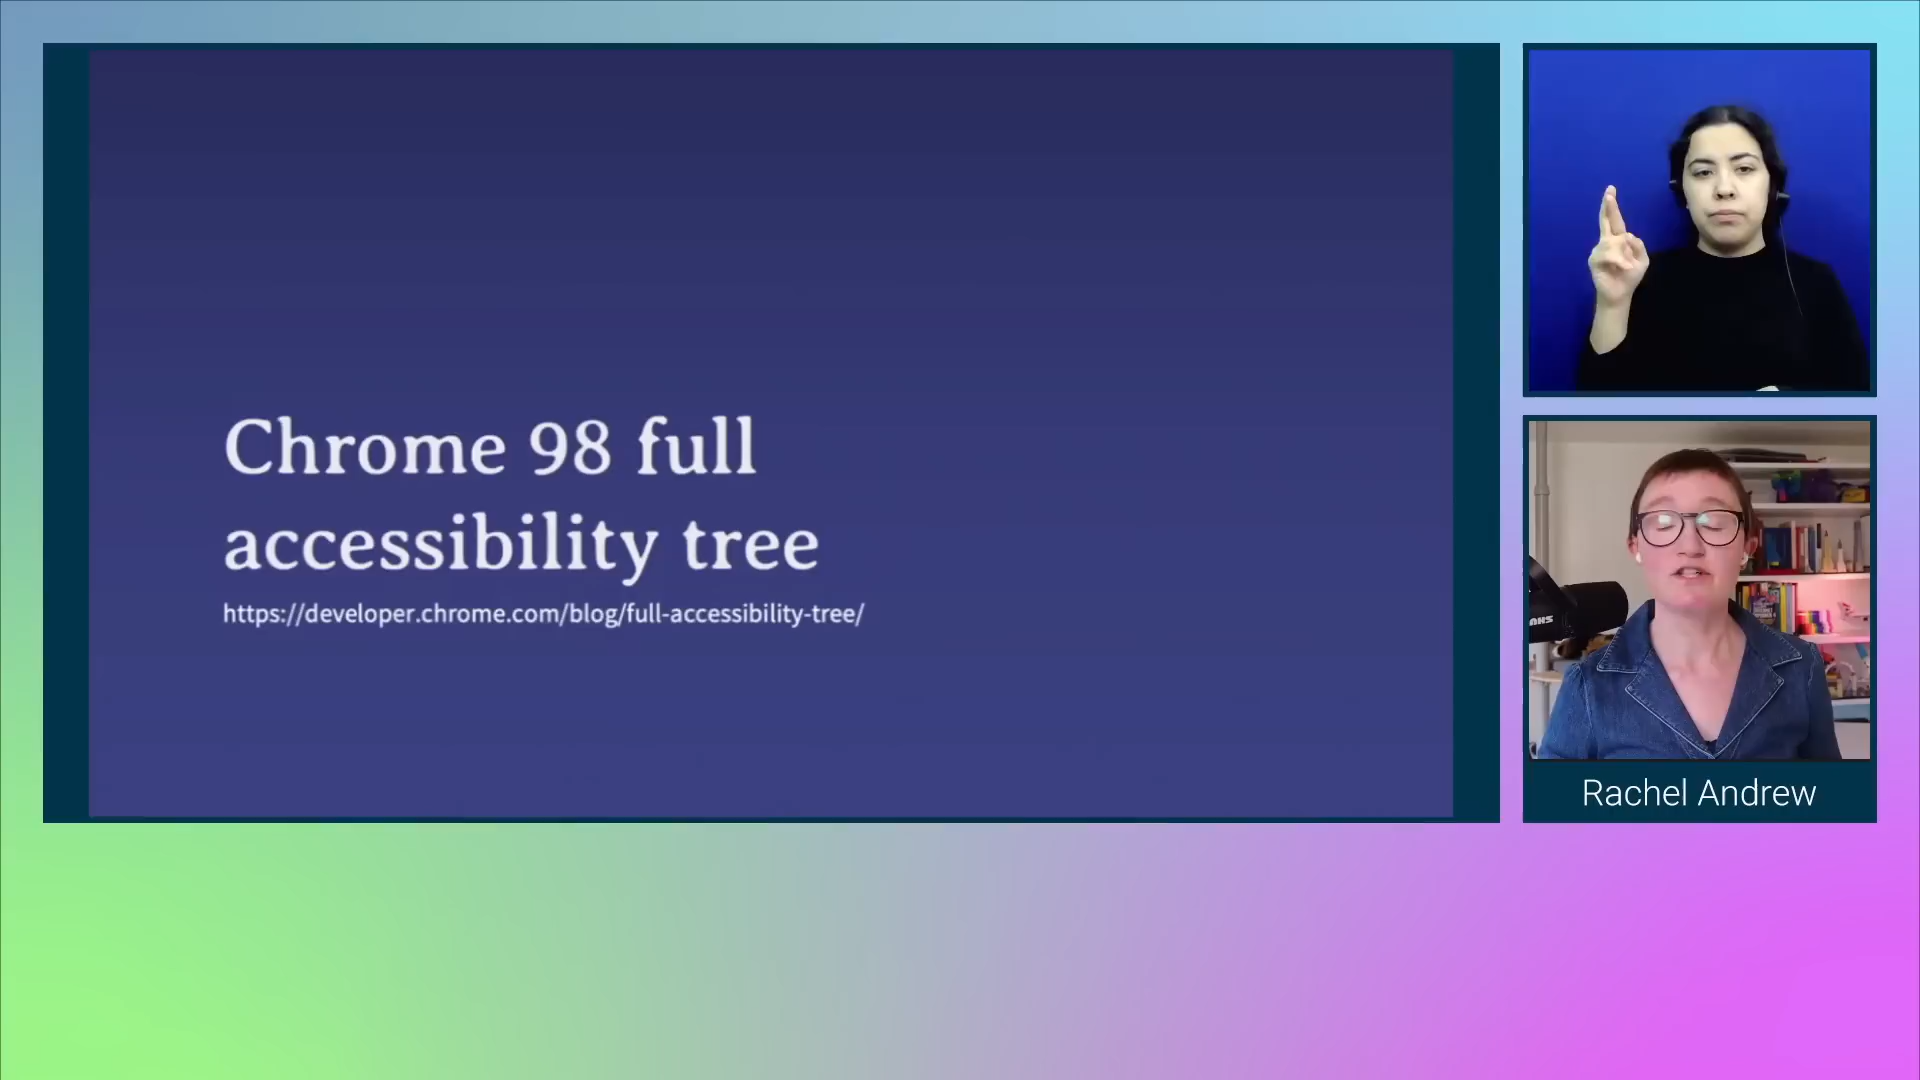 Chrome 98 full
accessibility tree
https://developer.chrome.com/blog/full-accessibility-tree/
Rachel Andrew